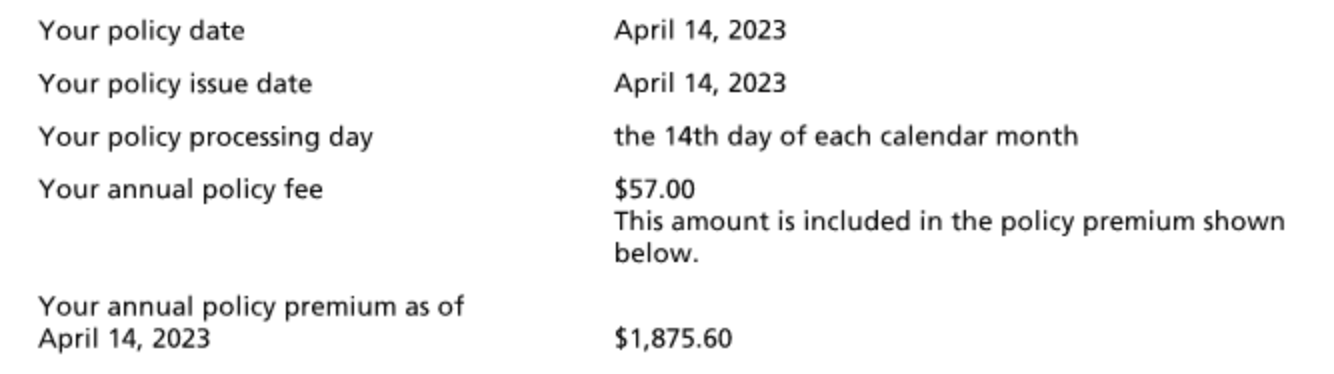 Your policy date April 14, 2023
Your policy issue date April 14, 2023
Your policy processing day the 14th day of each calendar month
Your annual policy fee $57.00
This amount is included in the policy premium shown
below.
Your annual policy premium as of
April 14, 2023 $1,875.60